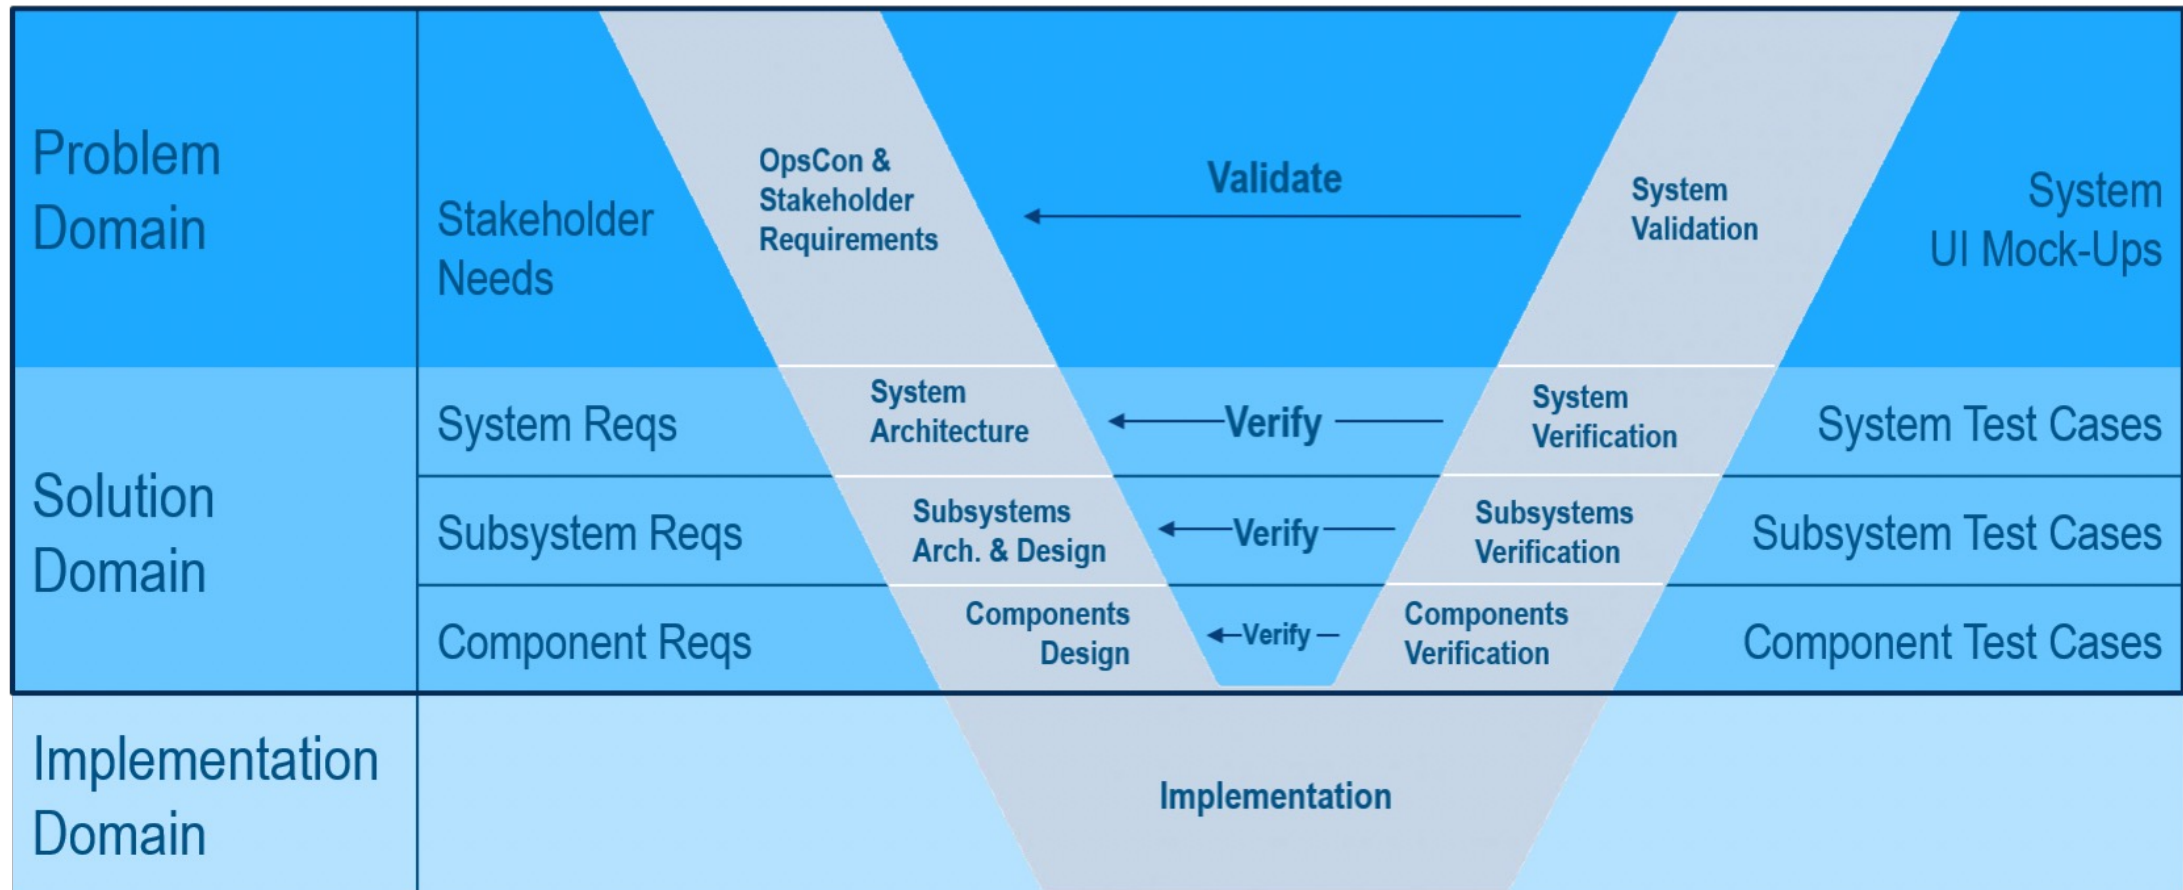 Problem
Domain
Stakeholder
Needs
OpsCon &
Stakeholder
Requirements
Validate
System
Validation
System
UI Mock-Ups
Solution
Domain
System Reqs
System
Architecture
Verify
System
Verification
System Test Cases
Subsystem Reqs
Subsystems
Arch. & Design
Verify
Subsystems
Verification
Subsystem Test Cases
Component Reqs
Components
Design
Verify
Components
Verification
Component Test Cases
Implementation
Domain
Implementation